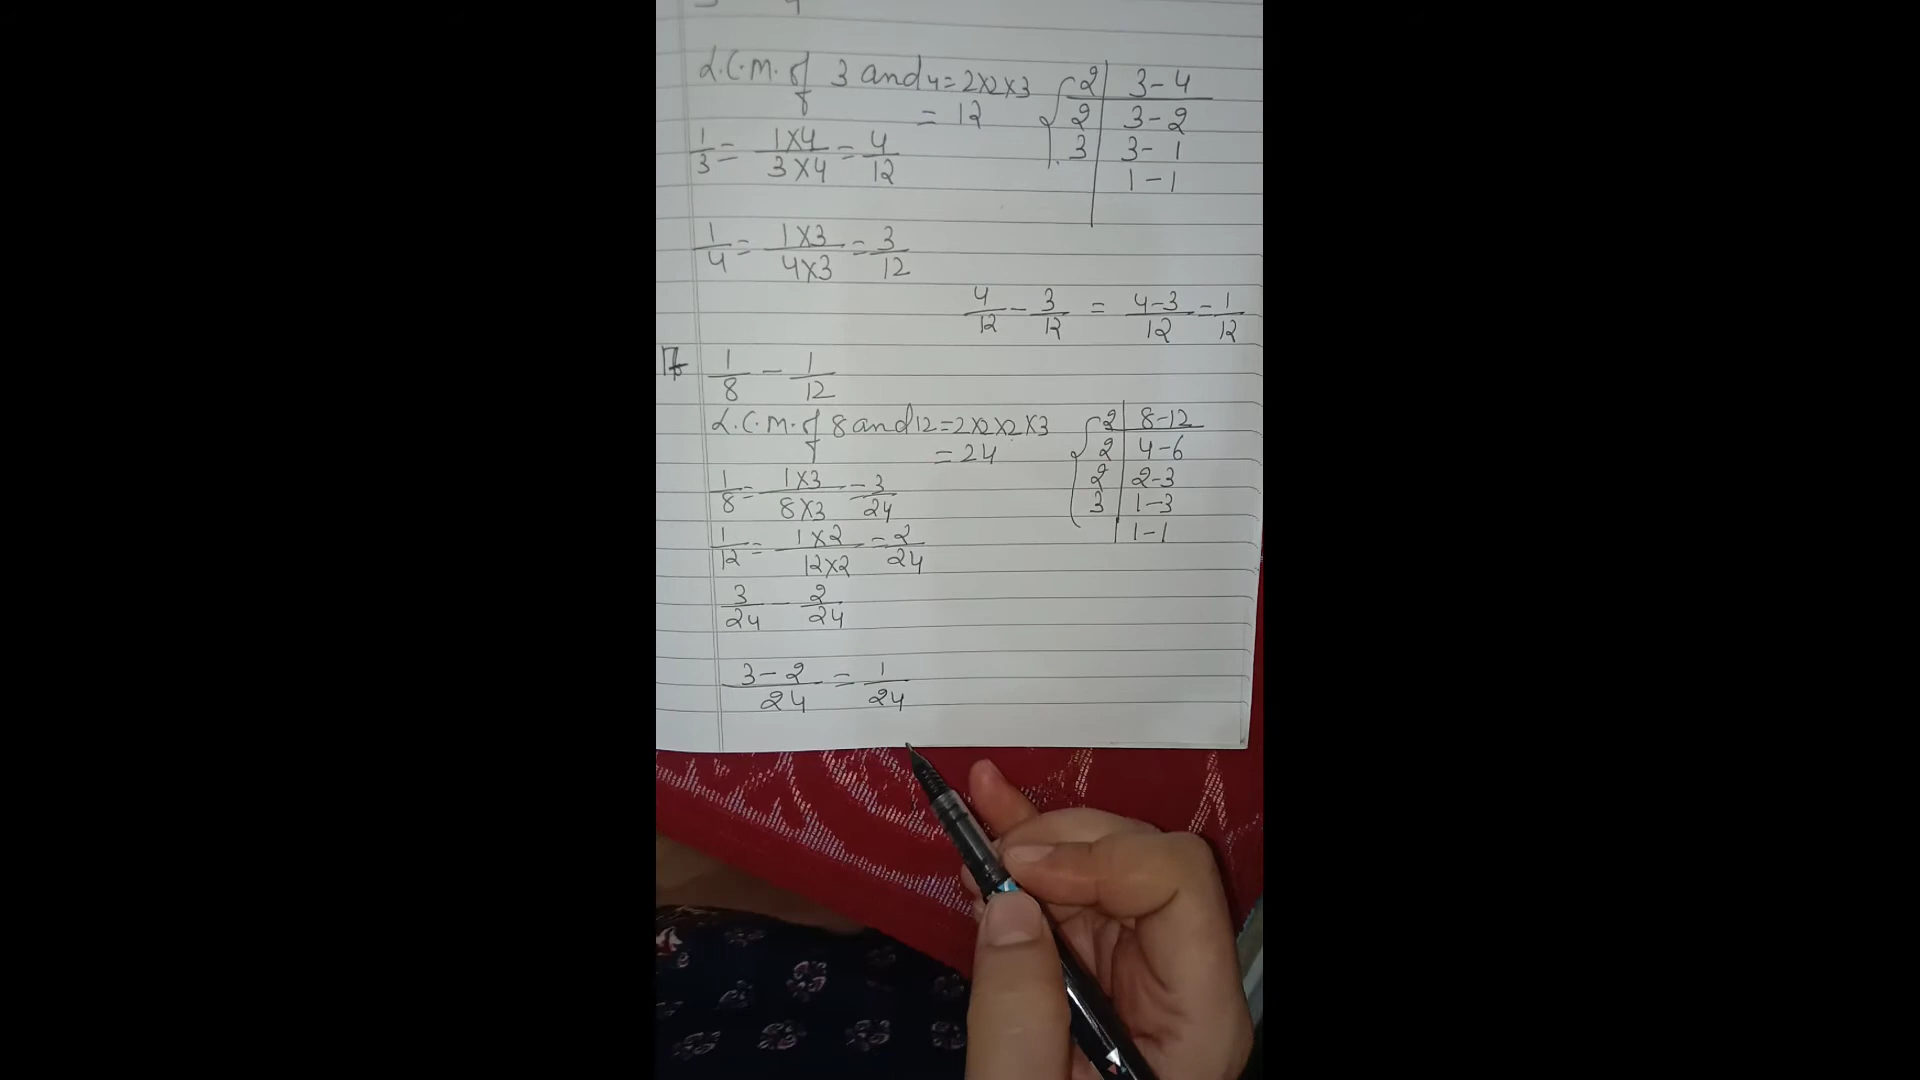 L.C.M. of 3 and 4 = 2×2×3
= 12
2 | 3-4
2 | 3-2
3 | 3-1
1-1
1/3 = 1×4/3×4 = 4/12
1/4 = 1×3/4×3 = 3/12
4/12 - 3/12 = 4-3/12 = 1/12
1/8 - 1/12
L.C.M. of 8 and 12 = 2×2×2×3
= 24
2 | 8-12
2 | 4-6
2 | 2-3
3 | 1-3
1-1
1/8 = 1×3/8×3 = 3/24
1/12 = 1×2/12×2 = 2/24
3/24 - 2/24
3-2/24 = 1/24